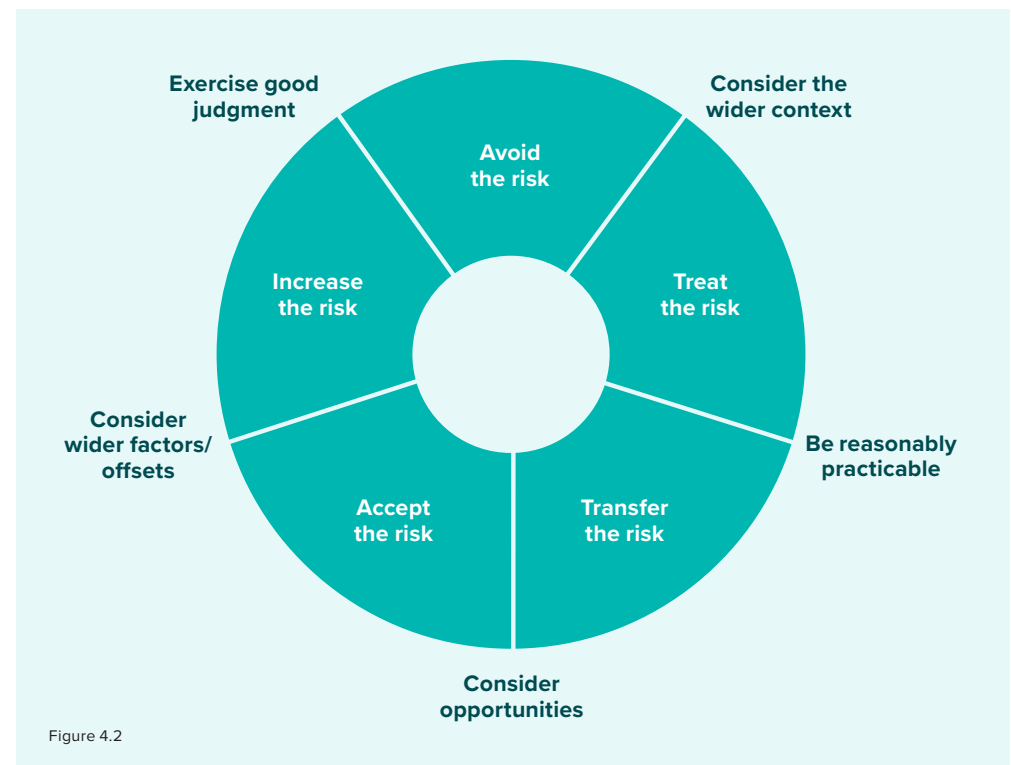 Exercise good
judgment
Consider the
wider context
Avoid
the risk
Increase
the risk
Treat
the risk
Consider
wider factors/
offsets
Be reasonably
practicable
Accept
the risk
Transfer
the risk
Consider
opportunities
Figure 4.2